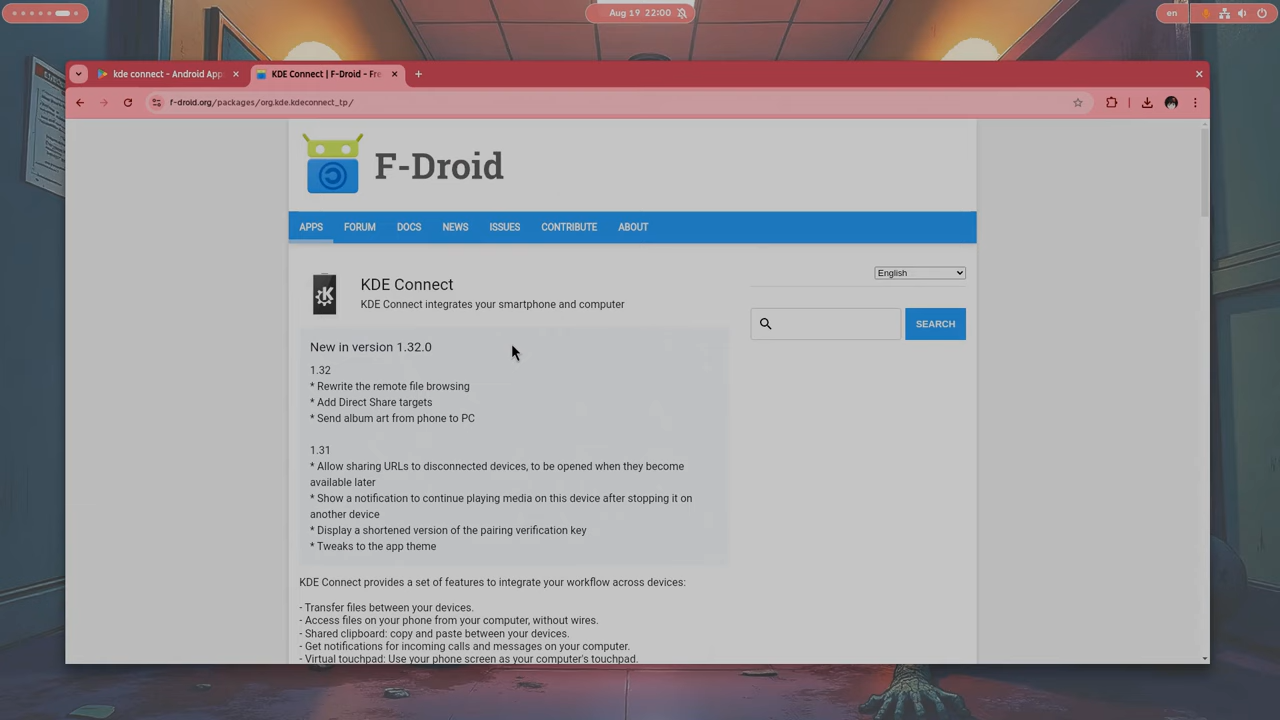 Aug 19 22:00
en
kde connect - Android App
KDE Connect | F-Droid - Fre
f-droid.org/packages/org.kde.kdeconnect_tp/
F-Droid
APPS FORUM DOCS NEWS ISSUES CONTRIBUTE ABOUT
English
KDE Connect
KDE Connect integrates your smartphone and computer
SEARCH
New in version 1.32.0
1.32
* Rewrite the remote file browsing
* Add Direct Share targets
* Send album art from phone to PC
1.31
* Allow sharing URLs to disconnected devices, to be opened when they become
available later
* Show a notification to continue playing media on this device after stopping it on
another device
* Display a shortened version of the pairing verification key
* Tweaks to the app theme
KDE Connect provides a set of features to integrate your workflow across devices:
- Transfer files between your devices.
- Access files on your phone from your computer, without wires.
- Shared clipboard: copy and paste between your devices.
- Get notifications for incoming calls and messages on your computer.
- Virtual touchpad: Use your phone screen as your computer's touchpad.